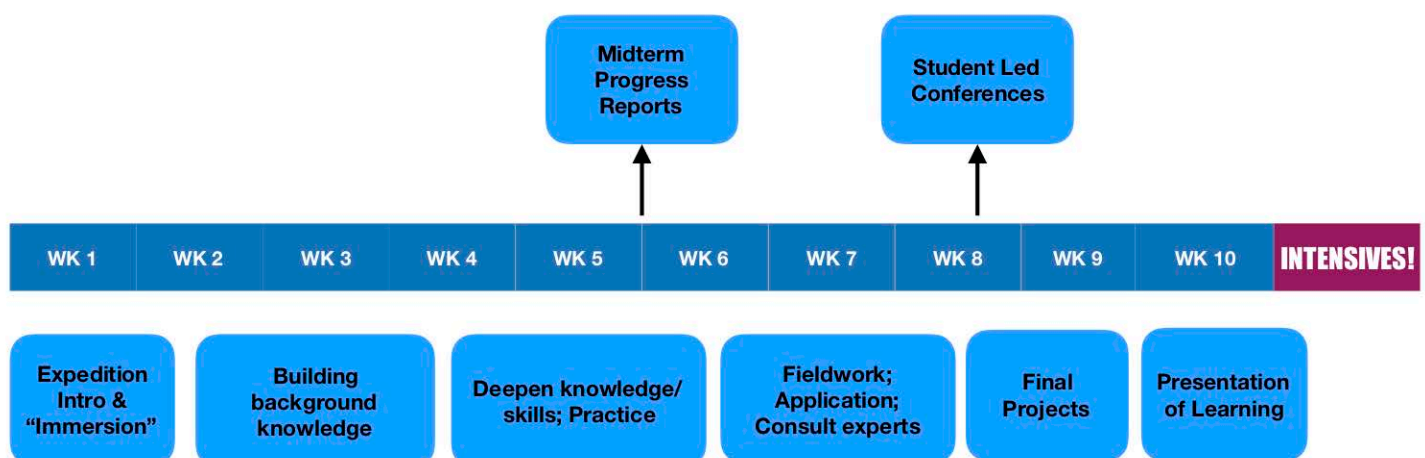 Midterm
Progress
Reports
Student Led
Conferences
WK 1
WK 2
WK 3
WK 4
WK 5
WK 6
WK 7
WK 8
WK 9
WK 10
INTENSIVES!
Expedition
Intro &
“Immersion”
Building
background
knowledge
Deepen knowledge/
skills; Practice
Fieldwork;
Application;
Consult experts
Final
Projects
Presentation
of Learning